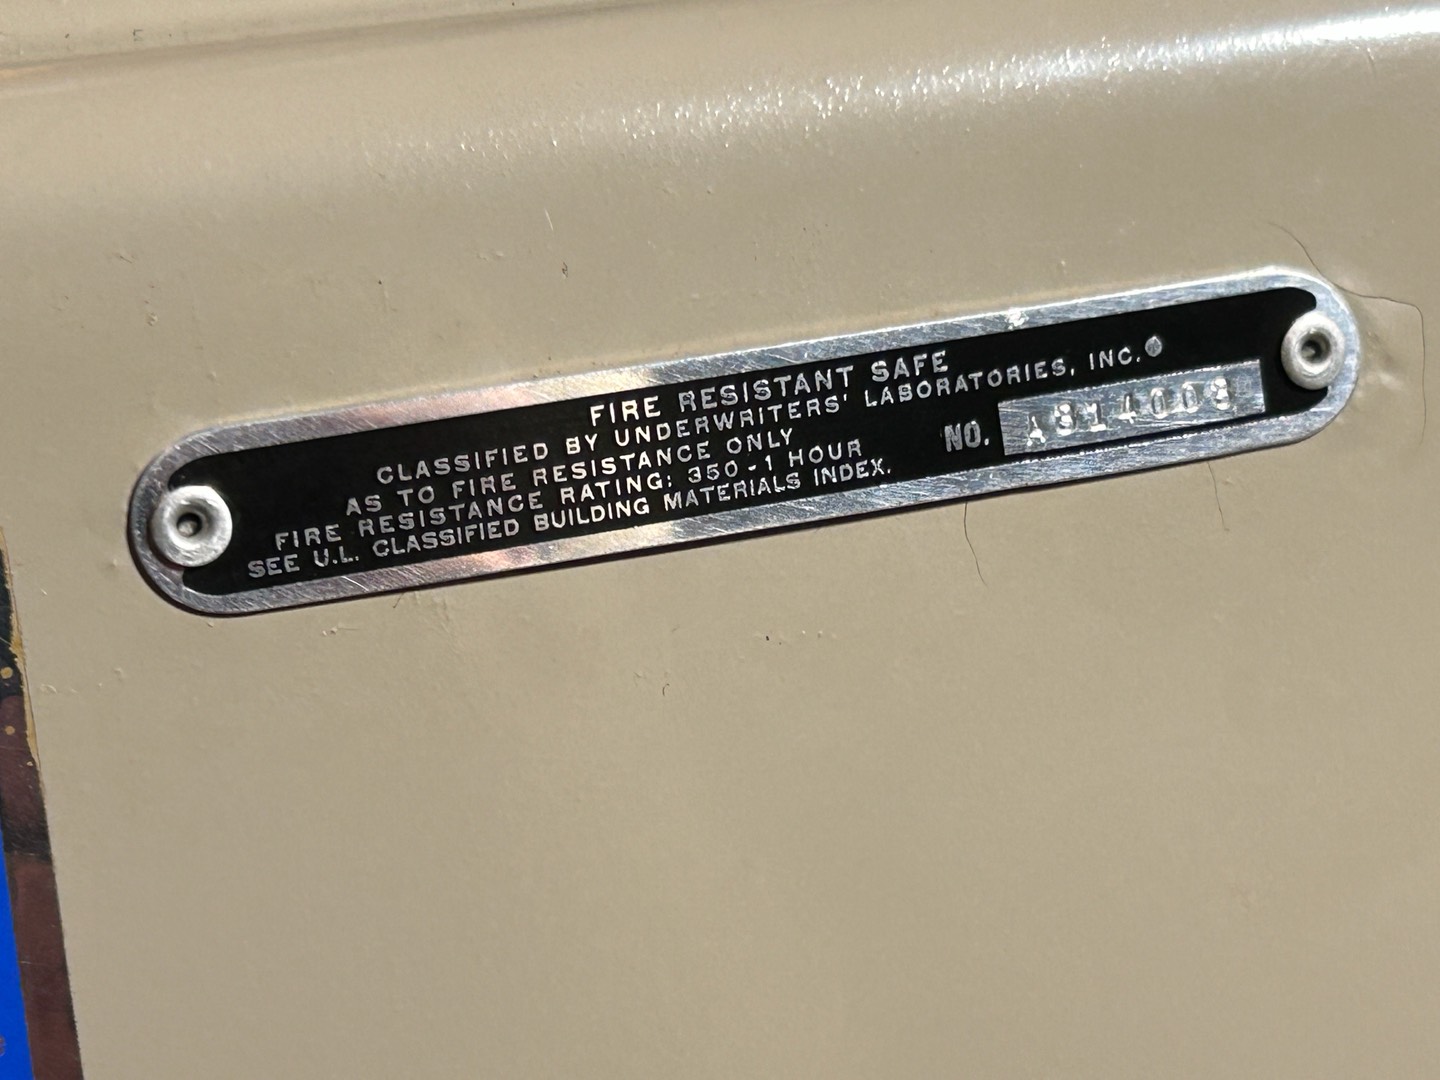 FIRE RESISTANT SAFE
CLASSIFIED BY UNDERWRITERS' LABORATORIES, INC.®
AS TO FIRE RESISTANCE ONLY
FIRE RESISTANCE RATING: 350-1 HOUR
SEE U.L. CLASSIFIED BUILDING MATERIALS INDEX.
NO.